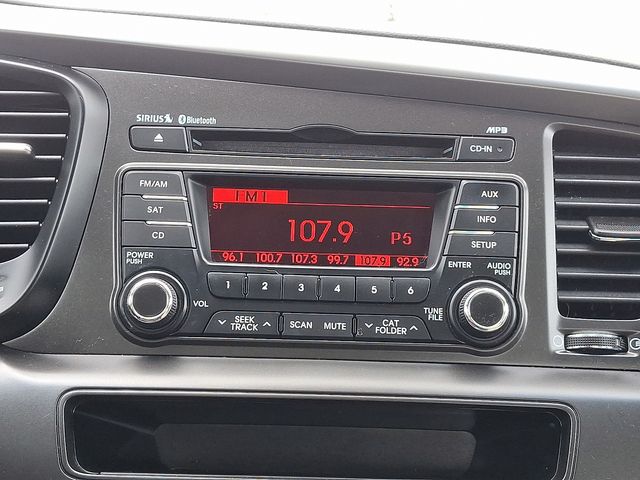 SIRIUS Bluetooth
MP3
CD-IN
FM/AM
SAT
CD
AUX
INFO
SETUP
FM1
ST
107.9 P5
96.1 100.7 107.3 99.7 107.9 92.9
POWER
PUSH
VOL
1 2 3 4 5 6
SEEK
TRACK
SCAN MUTE
CAT
FOLDER
ENTER AUDIO
PUSH
TUNE
FILE